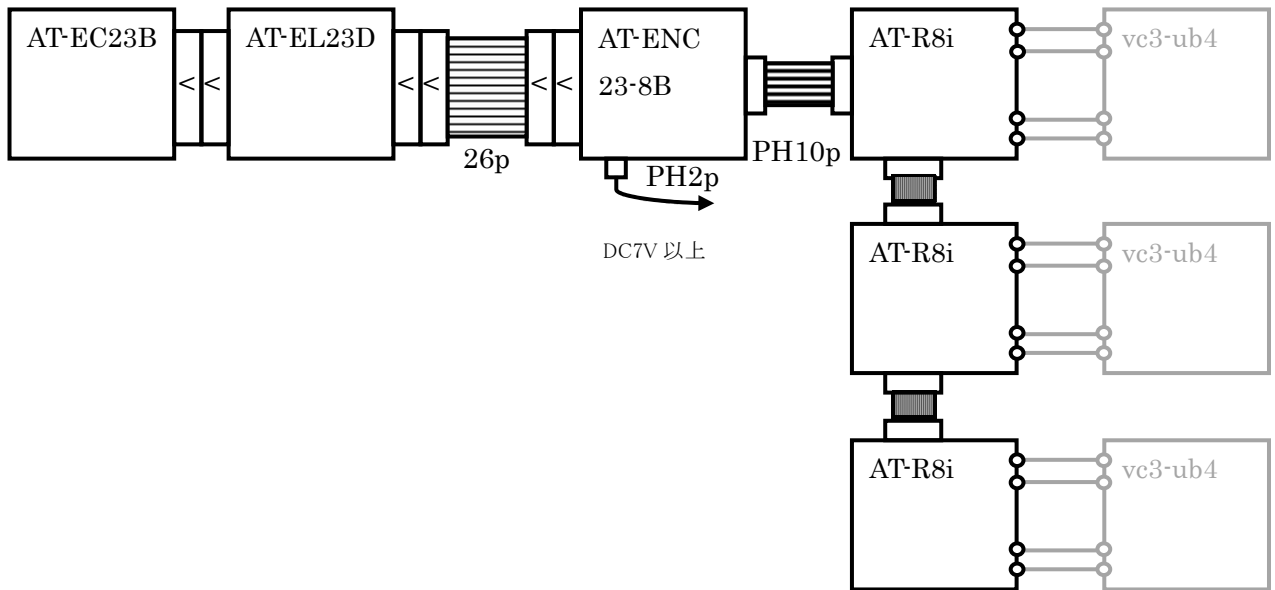 AT-EC23B
AT-EL23D
AT-ENC
23-8B
AT-R8i
vc3-ub4
< <
< <
< <
26p
PH10p
PH2p
DC7V 以上
AT-R8i
vc3-ub4
AT-R8i
vc3-ub4